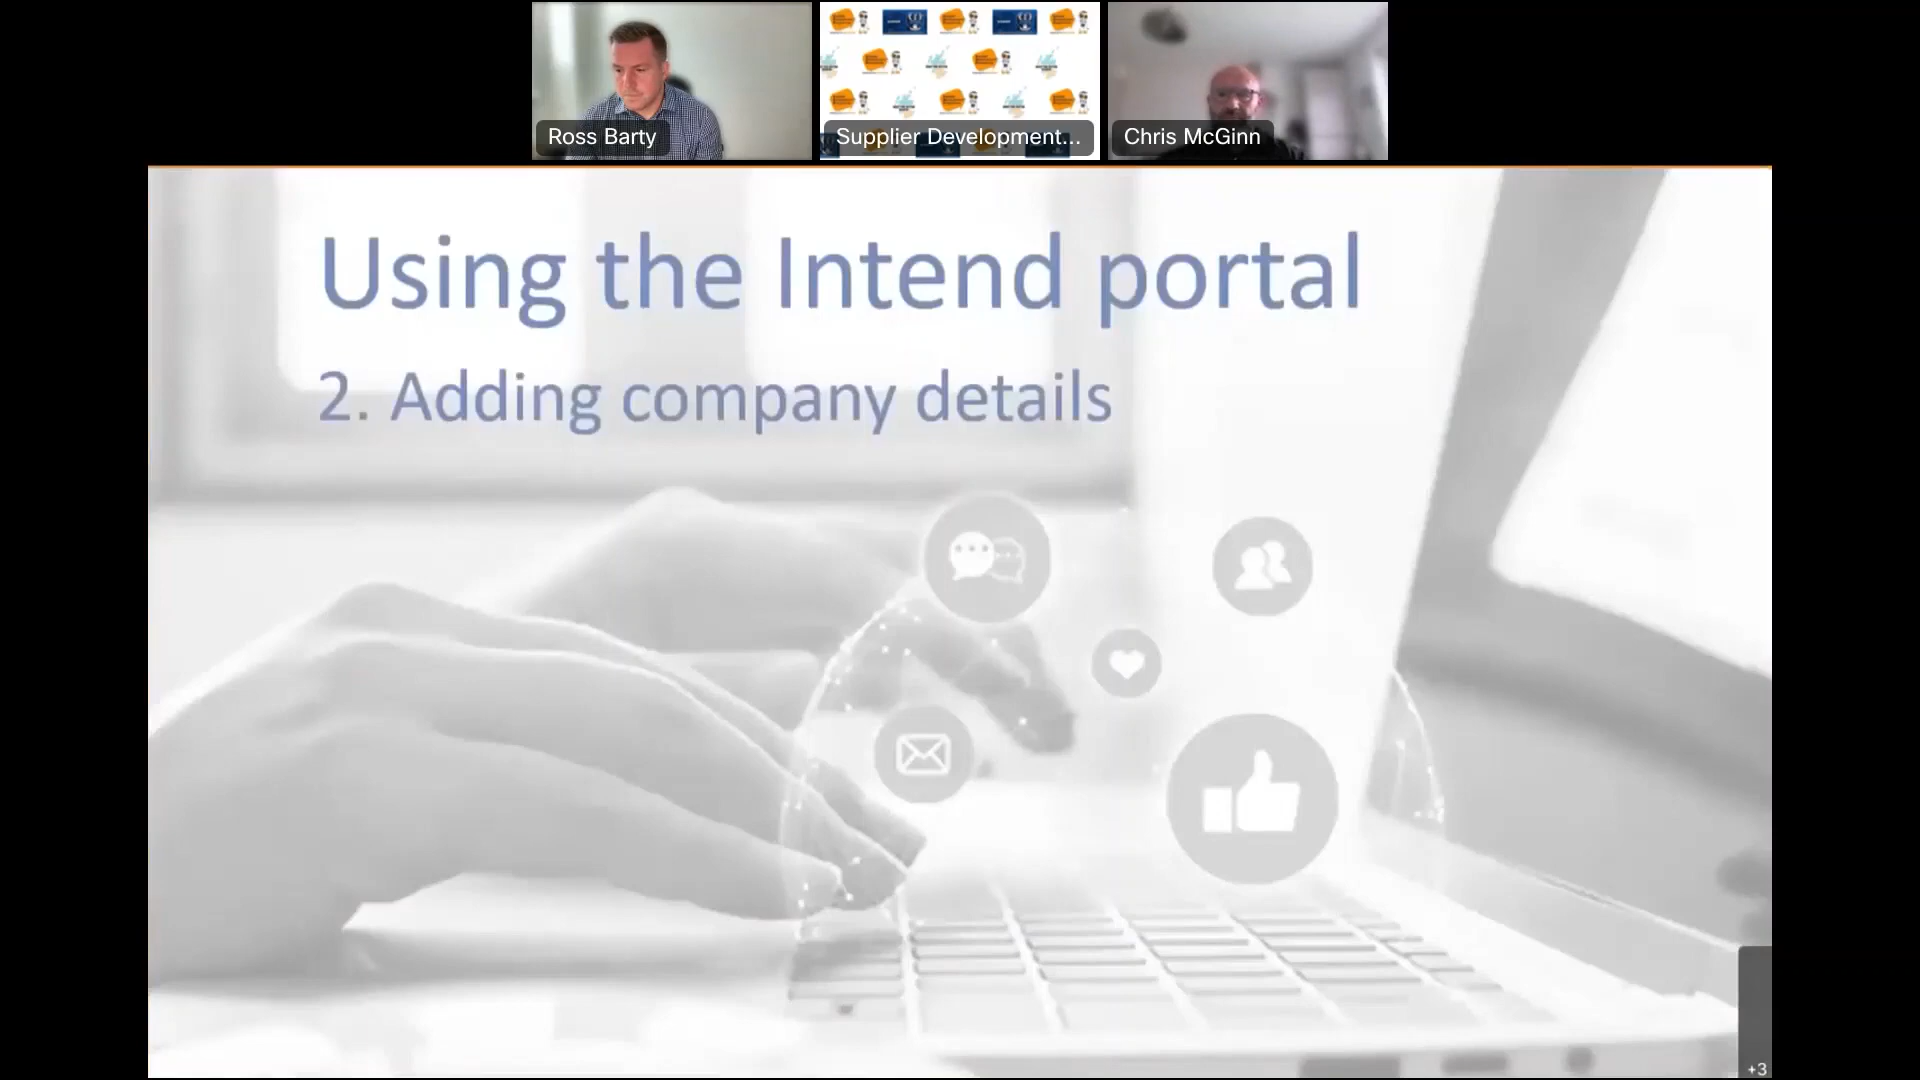 Ross Barty
Supplier Development...
Chris McGinn
Using the Intend portal
2. Adding company details
+3